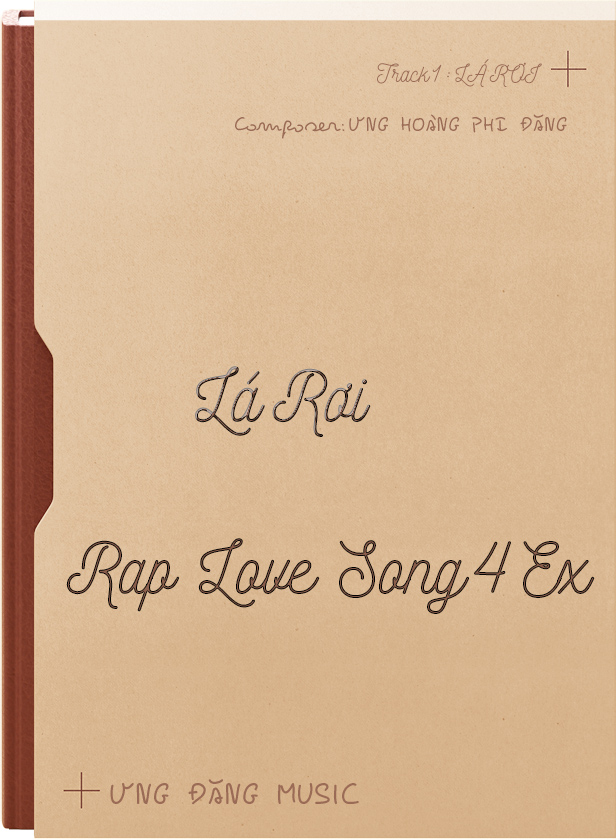 Track 1 : LÁ RƠI
Composer: ƯNG HOÀNG PHI ĐĂNG
Lá Rơi
Rap Love Song 4 Ex
ƯNG ĐĂNG MUSIC